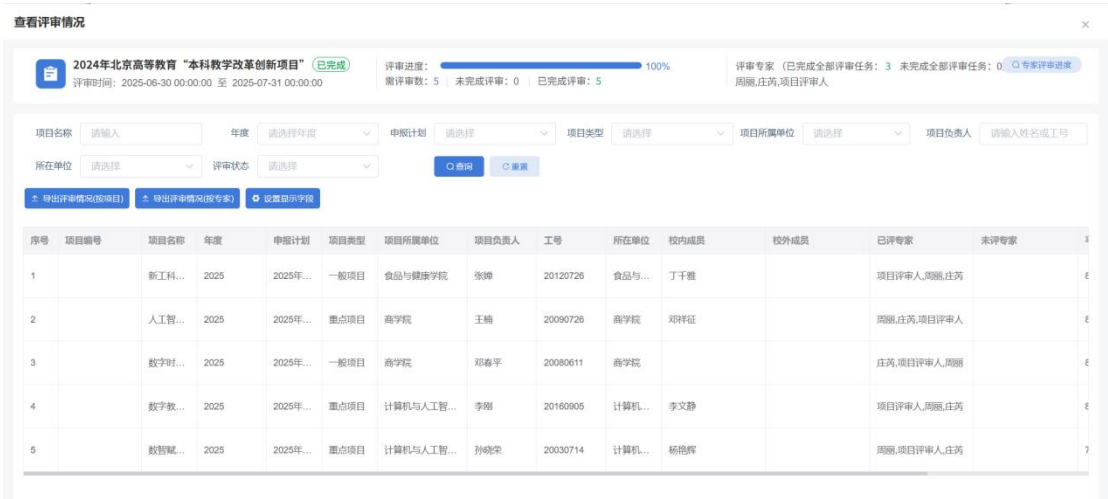 查看评审情况
2024年北京高等教育“本科教学改革创新项目” 已完成
评审时间：2025-06-30 00:00:00 至 2025-07-31 00:00:00
评审进度： 100%
需评审数：5 未完成评审：0 已完成评审：5
评审专家 （已完成全部评审任务： 3 未完成全部评审任务：0 专家评审进度
周丽,庄芮,项目评审人
项目名称 请输入 年度 请选择年度 申报计划 请选择 项目类型 请选择 项目所属单位 请选择 项目负责人 请输入姓名或工号
所在单位 请选择 评审状态 请选择 查询 重置
导出评审情况(按项目) 导出评审情况(按专家) 设置显示字段
序号 项目编号 项目名称 年度 申报计划 项目类型 项目所属单位 项目负责人 工号 所在单位 校内成员 校外成员 已评专家 未评专家
1 新工科... 2025 2025年... 一般项目 食品与健康学院 张婵 20120726 食品与... 丁千雅 项目评审人,周丽,庄芮
2 人工智... 2025 2025年... 重点项目 商学院 王楠 20090726 商学院 邓祥征 周丽,庄芮,项目评审人
3 数字时... 2025 2025年... 一般项目 商学院 邓春平 20080611 商学院 庄芮,项目评审人,周丽
4 数字教... 2025 2025年... 重点项目 计算机与人工智... 李刚 20160905 计算机... 李文静 项目评审人,周丽,庄芮
5 数智赋... 2025 2025年... 重点项目 计算机与人工智... 孙晓荣 20030714 计算机... 杨艳辉 周丽,项目评审人,庄芮